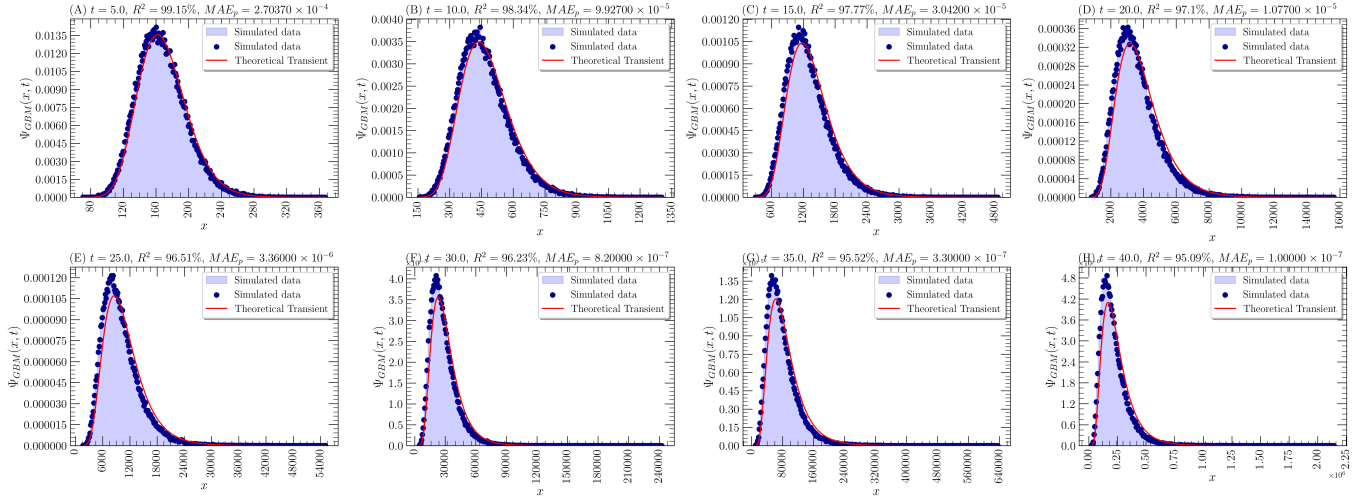 (A) t = 5.0, R² = 99.15%, MAEₚ = 2.70370 × 10⁻⁴
Ψ_GBM(x, t)
0.0135
0.0120
0.0105
0.0090
0.0075
0.0060
0.0045
0.0030
0.0015
0.0000
Simulated data
Simulated data
Theoretical Transient
80 120 160 200 240 280 320 360
x
(B) t = 10.0, R² = 98.34%, MAEₚ = 9.92700 × 10⁻⁵
Ψ_GBM(x, t)
0.0040
0.0035
0.0030
0.0025
0.0020
0.0015
0.0010
0.0005
0.0000
Simulated data
Simulated data
Theoretical Transient
150 300 450 600 750 900 1050 1200 1350
x
(C) t = 15.0, R² = 97.77%, MAEₚ = 3.04200 × 10⁻⁵
Ψ_GBM(x, t)
0.00120
0.00105
0.00090
0.00075
0.00060
0.00045
0.00030
0.00015
0.00000
Simulated data
Simulated data
Theoretical Transient
600 1200 1800 2400 3000 3600 4200 4800
x
(D) t = 20.0, R² = 97.1%, MAEₚ = 1.07700 × 10⁻⁵
Ψ_GBM(x, t)
0.00036
0.00032
0.00028
0.00024
0.00020
0.00016
0.00012
0.00008
0.00004
0.00000
Simulated data
Simulated data
Theoretical Transient
2000 4000 6000 8000 10000 12000 14000 16000
x
(E) t = 25.0, R² = 96.51%, MAEₚ = 3.36000 × 10⁻⁶
Ψ_GBM(x, t)
0.000120
0.000105
0.000090
0.000075
0.000060
0.000045
0.000030
0.000015
0.000000
Simulated data
Simulated data
Theoretical Transient
0 6000 12000 18000 24000 30000 36000 42000 48000 54000
x
(F) t = 30.0, R² = 96.23%, MAEₚ = 8.20000 × 10⁻⁷
Ψ_GBM(x, t)
4.0
3.5
3.0
2.5
2.0
1.5
1.0
0.5
0.0
Simulated data
Simulated data
Theoretical Transient
0 30000 60000 90000 120000 150000 180000 210000 240000
x
(G) t = 35.0, R² = 95.52%, MAEₚ = 3.30000 × 10⁻⁷
Ψ_GBM(x, t)
1.35
1.20
1.05
0.90
0.75
0.60
0.45
0.30
0.15
0.00
Simulated data
Simulated data
Theoretical Transient
0 80000 160000 240000 320000 400000 480000 560000 640000
x
(H) t = 40.0, R² = 95.09%, MAEₚ = 1.00000 × 10⁻⁷
Ψ_GBM(x, t)
4.8
4.2
3.6
3.0
2.4
1.8
1.2
0.6
0.0
Simulated data
Simulated data
Theoretical Transient
0.00 0.25 0.50 0.75 1.00 1.25 1.50 1.75 2.00 2.25
x
×10⁶